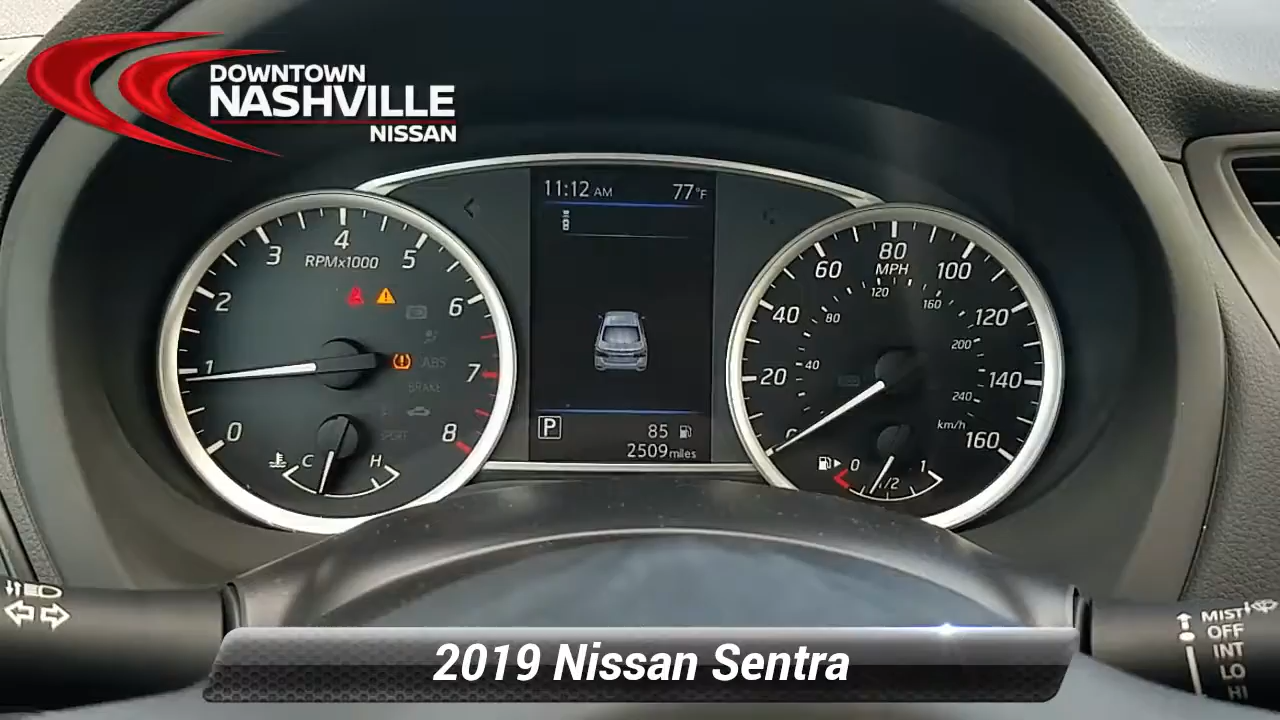 DOWNTOWN
NASHVILLE
NISSAN
11:12 AM 77°F
P
85
2509 miles
0 1 2 3 4 5 6 7 8
RPMx1000
ABS
BRAKE
SPORT
C H
20 40 60 80 100 120 140 160
MPH
40 80 120 160 200 240
km/h
0 1/2 1
MIST
OFF
INT
LO
HI
2019 Nissan Sentra